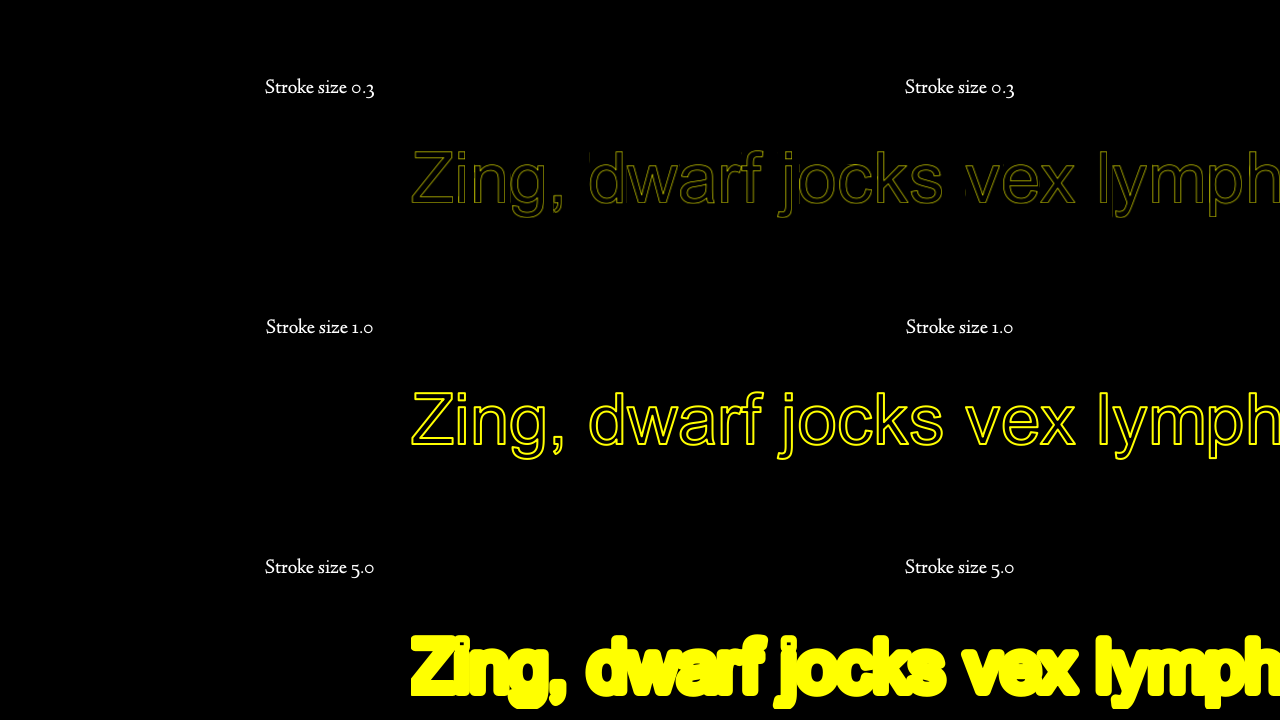 Stroke size 0.3 Stroke size 0.3
Zing, dwarf jocks vex lymph
Stroke size 1.0 Stroke size 1.0
Zing, dwarf jocks vex lymph
Stroke size 5.0 Stroke size 5.0
Zing, dwarf jocks vex lymph